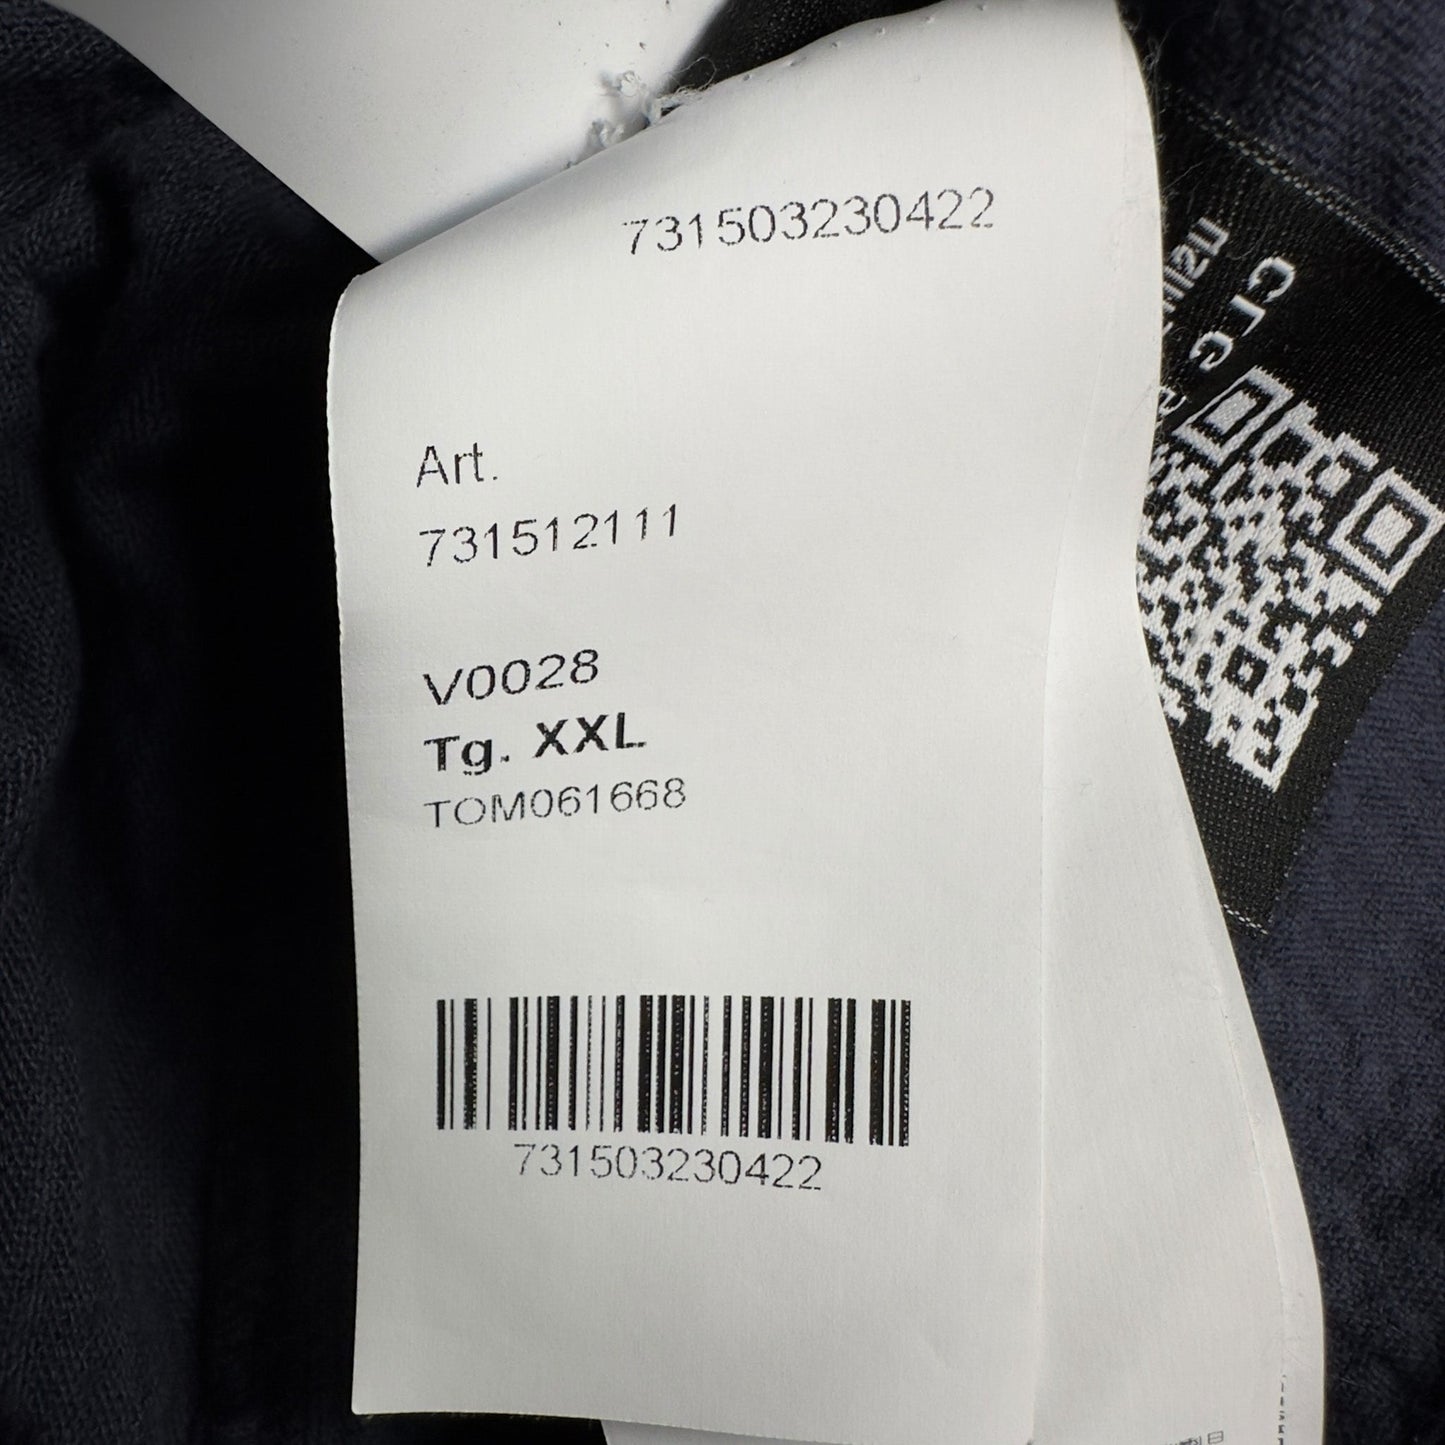 731503230422
Art.
731512111
V0028
Tg. XXL
TOM061668
731503230422